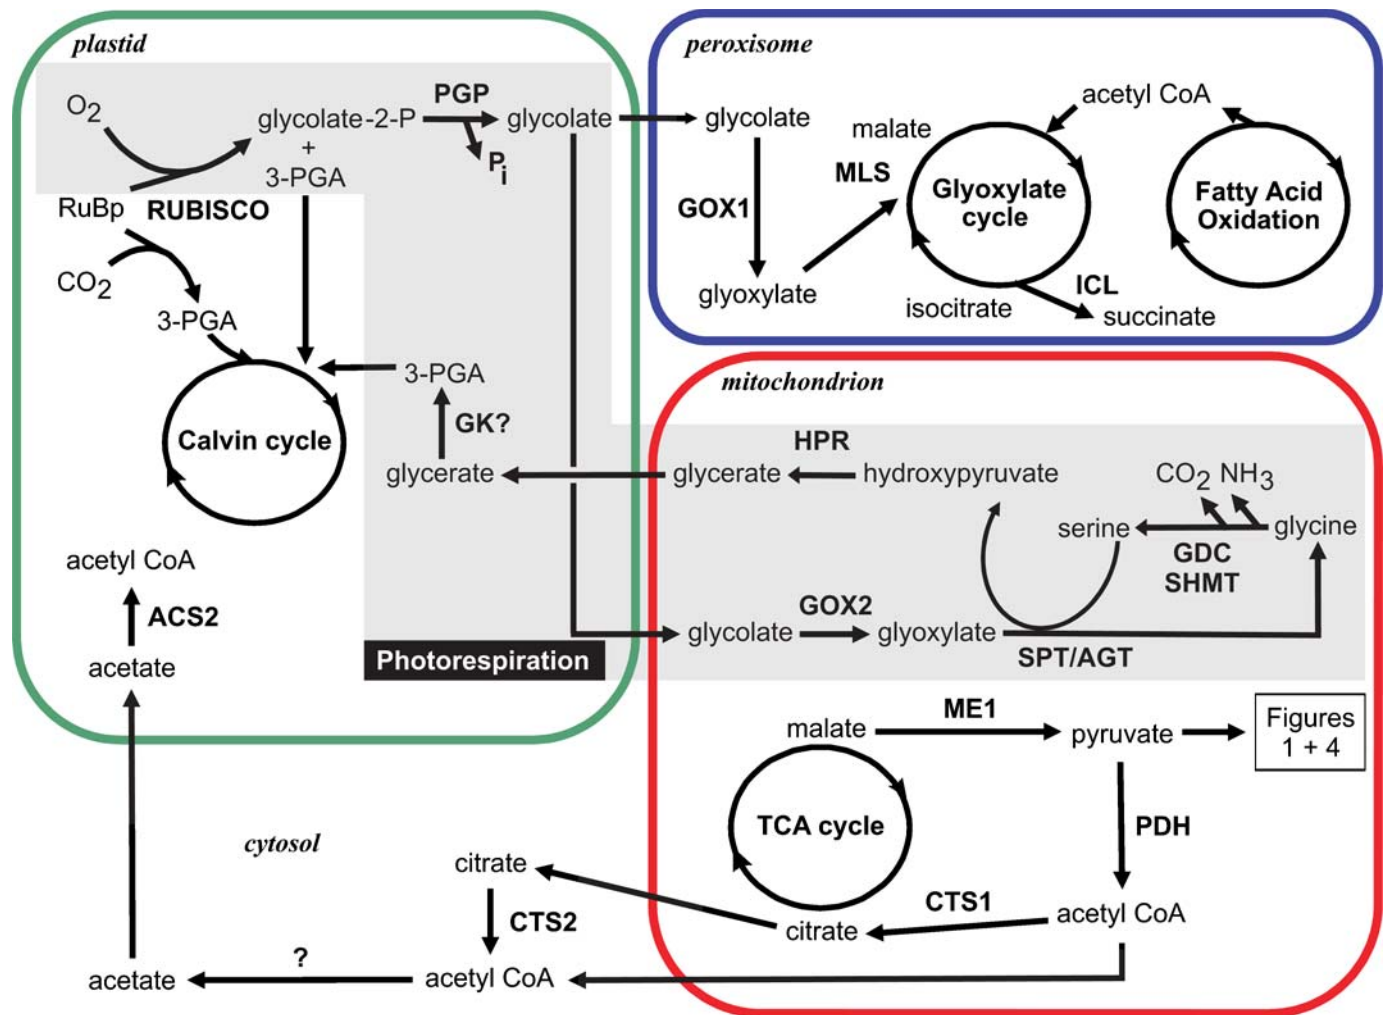 plastid
O2
glycolate-2-P
+
3-PGA
PGP
Pi
glycolate
RuBp
RUBISCO
CO2
3-PGA
3-PGA
GK?
Calvin cycle
glycerate
acetyl CoA
ACS2
acetate
Photorespiration
peroxisome
glycolate
GOX1
glyoxylate
malate
MLS
Glyoxylate
cycle
acetyl CoA
Fatty Acid
Oxidation
isocitrate
ICL
succinate
mitochondrion
HPR
glycerate
hydroxypyruvate
CO2 NH3
serine
glycine
GDC
SHMT
glycolate
GOX2
glyoxylate
SPT/AGT
malate
ME1
pyruvate
Figures
1 + 4
TCA cycle
PDH
citrate
CTS1
acetyl CoA
cytosol
citrate
CTS2
acetyl CoA
?
acetate